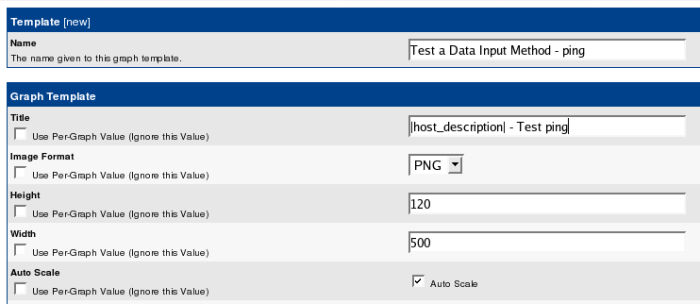 Template [new]
Name
The name given to this graph template.
Test a Data Input Method - ping
Graph Template
Title
Use Per-Graph Value (Ignore this Value)
|host_description| - Test ping
Image Format
Use Per-Graph Value (Ignore this Value)
PNG
Height
Use Per-Graph Value (Ignore this Value)
120
Width
Use Per-Graph Value (Ignore this Value)
500
Auto Scale
Use Per-Graph Value (Ignore this Value)
Auto Scale